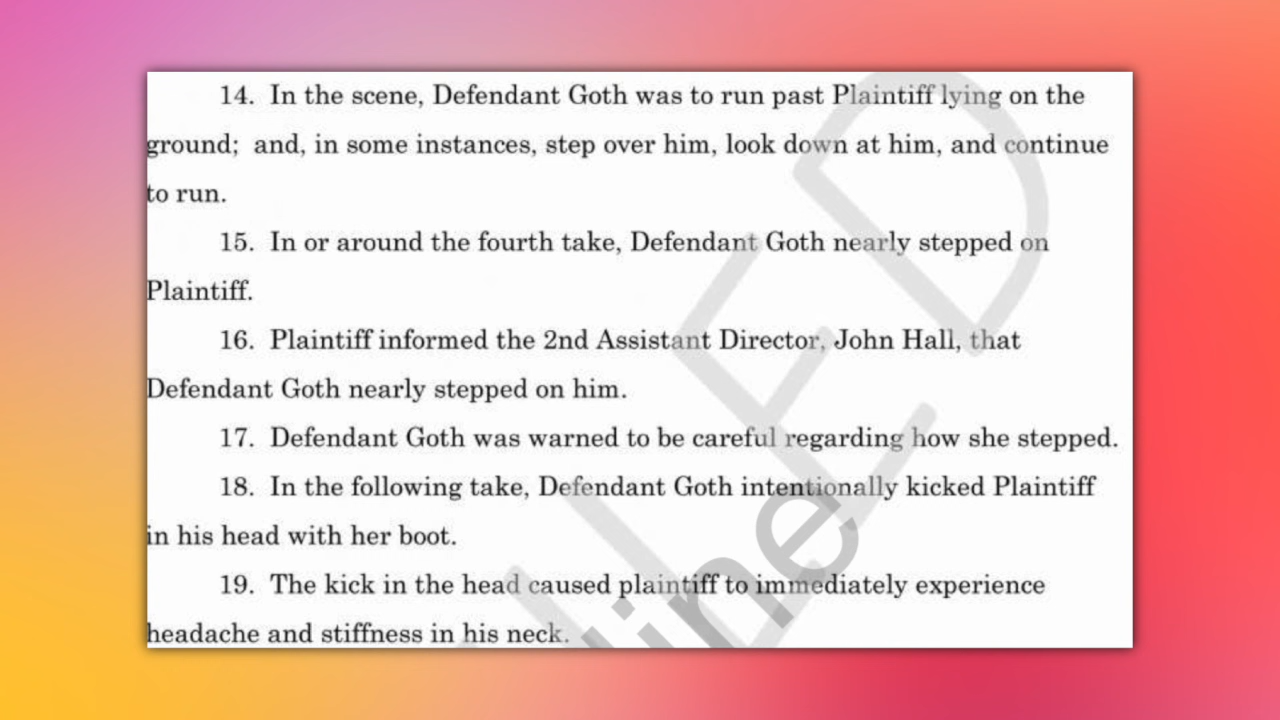 14. In the scene, Defendant Goth was to run past Plaintiff lying on the
ground; and, in some instances, step over him, look down at him, and continue
to run.
15. In or around the fourth take, Defendant Goth nearly stepped on
Plaintiff.
16. Plaintiff informed the 2nd Assistant Director, John Hall, that
Defendant Goth nearly stepped on him.
17. Defendant Goth was warned to be careful regarding how she stepped.
18. In the following take, Defendant Goth intentionally kicked Plaintiff
in his head with her boot.
19. The kick in the head caused plaintiff to immediately experience
headache and stiffness in his neck.